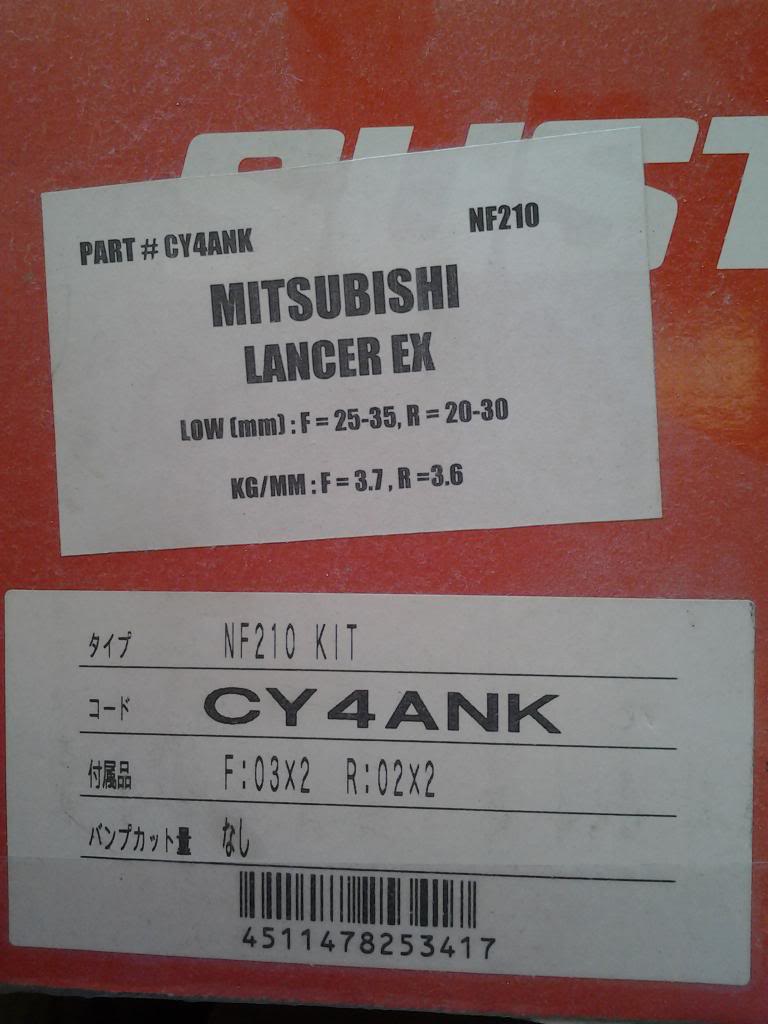 PART # CY4ANK NF210
MITSUBISHI
LANCER EX
LOW (mm) : F = 25-35, R = 20-30
KG/MM : F = 3.7 , R =3.6
タイプ NF210 KIT
コード CY4ANK
付属品 F:03X2 R:02X2
バンプカット量 なし
4511478253417